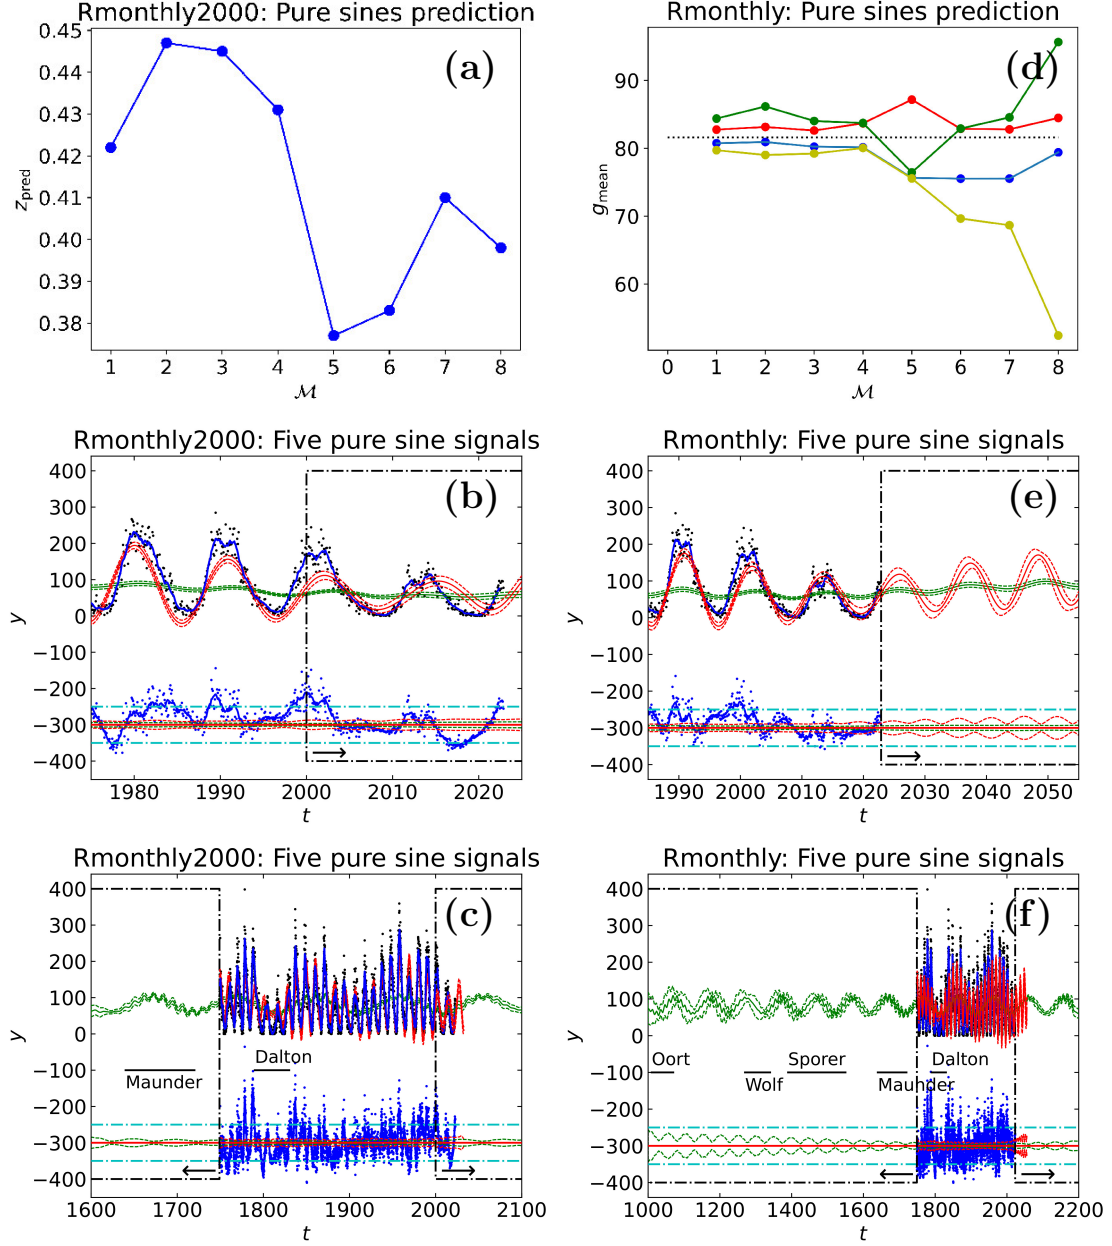 Rmonthly2000: Pure sines prediction
(a)
z_pred
0.45
0.44
0.43
0.42
0.41
0.40
0.39
0.38
1 2 3 4 5 6 7 8
ℳ
Rmonthly: Pure sines prediction
(d)
g_mean
90
80
70
60
0 1 2 3 4 5 6 7 8
ℳ
Rmonthly2000: Five pure sine signals
(b)
y
400
300
200
100
0
−100
−200
−300
−400
1980 1990 2000 2010 2020
t
Rmonthly: Five pure sine signals
(e)
y
400
300
200
100
0
−100
−200
−300
−400
1990 2000 2010 2020 2030 2040 2050
t
Rmonthly2000: Five pure sine signals
(c)
y
400
300
200
100
0
−100
−200
−300
−400
Dalton
Maunder
1600 1700 1800 1900 2000 2100
t
Rmonthly: Five pure sine signals
(f)
y
400
300
200
100
0
−100
−200
−300
−400
Oort Sporer Dalton
Wolf Maunder
1000 1200 1400 1600 1800 2000 2200
t